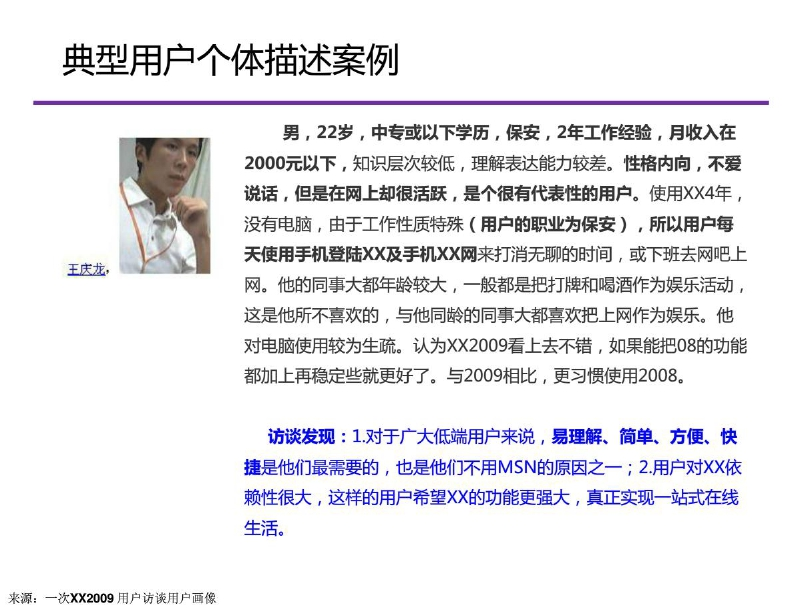 典型用户个体描述案例
男，22岁，中专或以下学历，保安，2年工作经验，月收入在
2000元以下，知识层次较低，理解表达能力较差。性格内向，不爱
说话，但是在网上却很活跃，是个很有代表性的用户。使用XX4年，
没有电脑，由于工作性质特殊（用户的职业为保安），所以用户每
天使用手机登陆XX及手机XX网来打消无聊的时间，或下班去网吧上
网。他的同事大都年龄较大，一般都是把打牌和喝酒作为娱乐活动，
这是他所不喜欢的，与他同龄的同事大都喜欢把上网作为娱乐。他
对电脑使用较为生疏。认为XX2009看上去不错，如果能把08的功能
都加上再稳定些就更好了。与2009相比，更习惯使用2008。
王庆龙，
访谈发现：1.对于广大低端用户来说，易理解、简单、方便、快
捷是他们最需要的，也是他们不用MSN的原因之一；2.用户对XX依
赖性很大，这样的用户希望XX的功能更强大，真正实现一站式在线
生活。
来源：一次XX2009 用户访谈用户画像